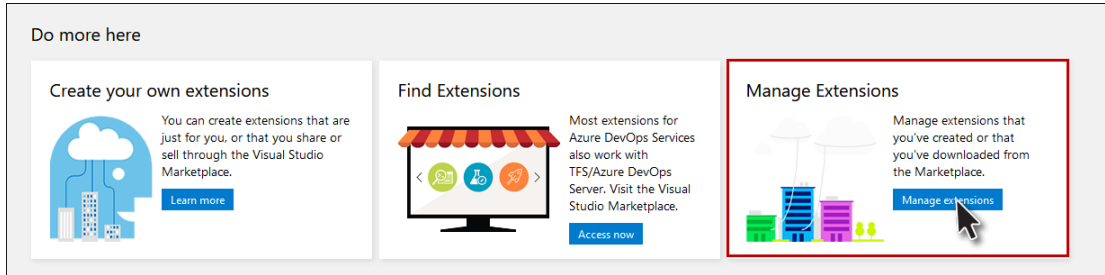 Do more here
Create your own extensions
You can create extensions that are
just for you, or that you share or
sell through the Visual Studio
Marketplace.
Learn more
Find Extensions
Most extensions for
Azure DevOps Services
also work with
TFS/Azure DevOps
Server. Visit the Visual
Studio Marketplace.
Access now
Manage Extensions
Manage extensions that
you've created or that
you've downloaded from
the Marketplace.
Manage extensions